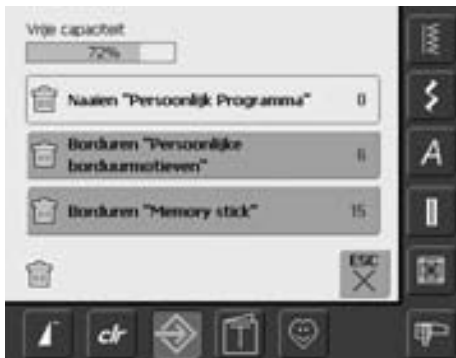 Vrije capaciteit
72%
Naaien "Persoonlijk Programma" 0
Borduren "Persoonlijke
borduurmotieven" 6
Borduren "Memory stick" 15
ESC
A
clr